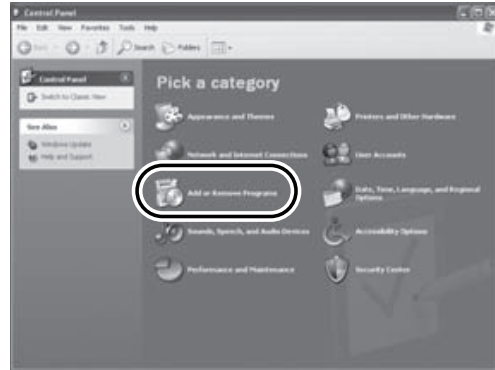 Control Panel
File Edit View Favorites Tools Help
Search Folders
Control Panel
Switch to Classic View
See Also
Windows Update
Help and Support
Pick a category
Appearance and Themes
Printers and Other Hardware
Network and Internet Connections
User Accounts
Add or Remove Programs
Date, Time, Language, and Regional
Options
Sounds, Speech, and Audio Devices
Accessibility Options
Performance and Maintenance
Security Center